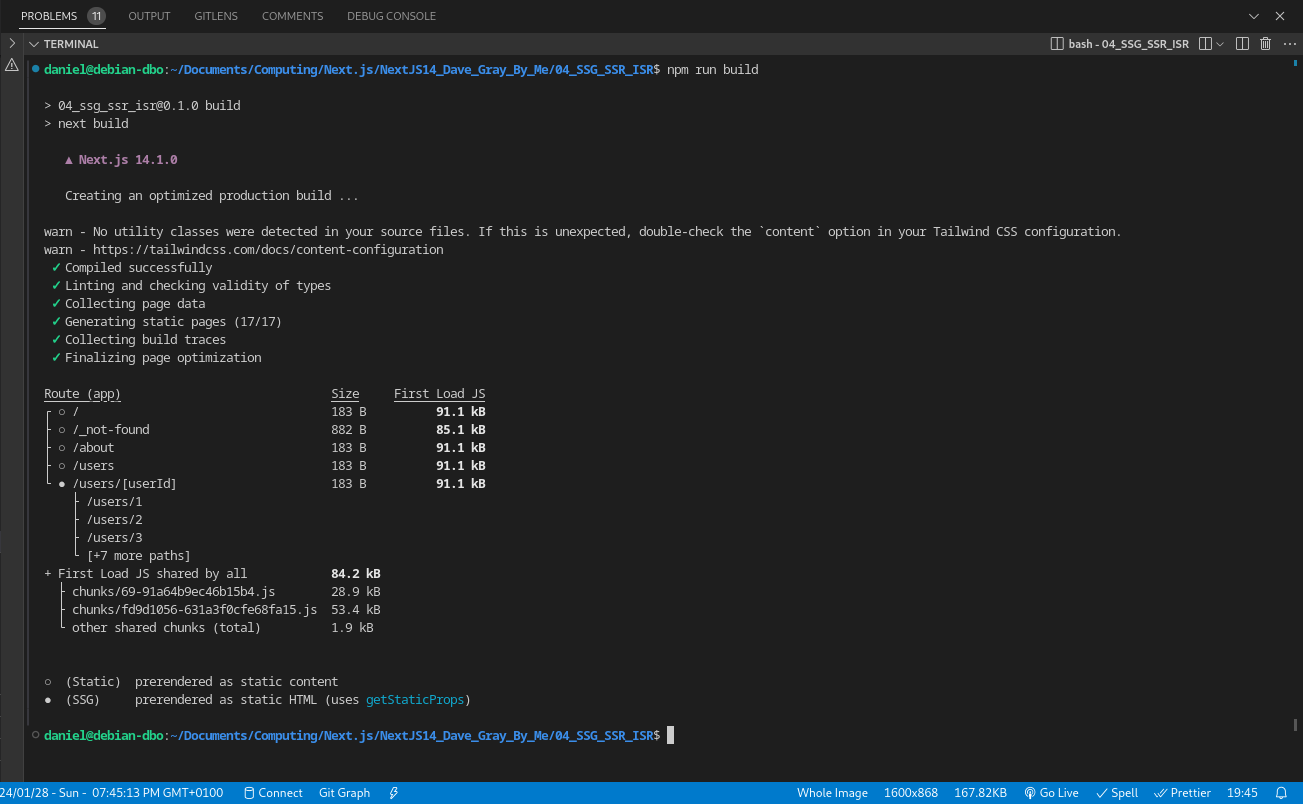 PROBLEMS 11 OUTPUT GITLENS COMMENTS DEBUG CONSOLE
TERMINAL bash - 04_SSG_SSR_ISR
daniel@debian-dbo:~/Documents/Computing/Next.js/NextJS14_Dave_Gray_By_Me/04_SSG_SSR_ISR$ npm run build
> 04_ssg_ssr_isr@0.1.0 build
> next build
▲ Next.js 14.1.0
Creating an optimized production build ...
warn - No utility classes were detected in your source files. If this is unexpected, double-check the `content` option in your Tailwind CSS configuration.
warn - https://tailwindcss.com/docs/content-configuration
✓ Compiled successfully
✓ Linting and checking validity of types
✓ Collecting page data
✓ Generating static pages (17/17)
✓ Collecting build traces
✓ Finalizing page optimization
Route (app) Size First Load JS
┌ ○ / 183 B 91.1 kB
├ ○ /_not-found 882 B 85.1 kB
├ ○ /about 183 B 91.1 kB
├ ○ /users 183 B 91.1 kB
└ ● /users/[userId] 183 B 91.1 kB
├ /users/1
├ /users/2
├ /users/3
└ [+7 more paths]
+ First Load JS shared by all 84.2 kB
├ chunks/69-91a64b9ec46b15b4.js 28.9 kB
├ chunks/fd9d1056-631a3f0cfe68fa15.js 53.4 kB
└ other shared chunks (total) 1.9 kB
○ (Static) prerendered as static content
● (SSG) prerendered as static HTML (uses getStaticProps)
daniel@debian-dbo:~/Documents/Computing/Next.js/NextJS14_Dave_Gray_By_Me/04_SSG_SSR_ISR$
24/01/28 - Sun - 07:45:13 PM GMT+0100 Connect Git Graph Whole Image 1600x868 167.82KB Go Live Spell Prettier 19:45